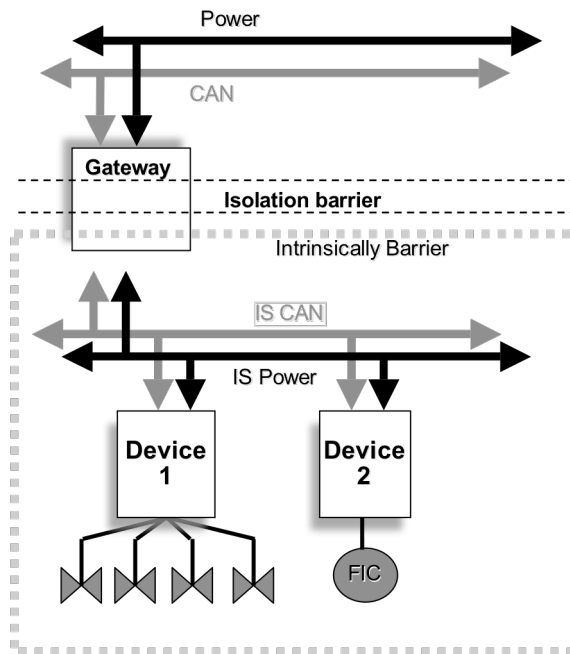 Power
CAN
Gateway
Isolation barrier
Intrinsically Barrier
IS CAN
IS Power
Device
1
Device
2
FIC